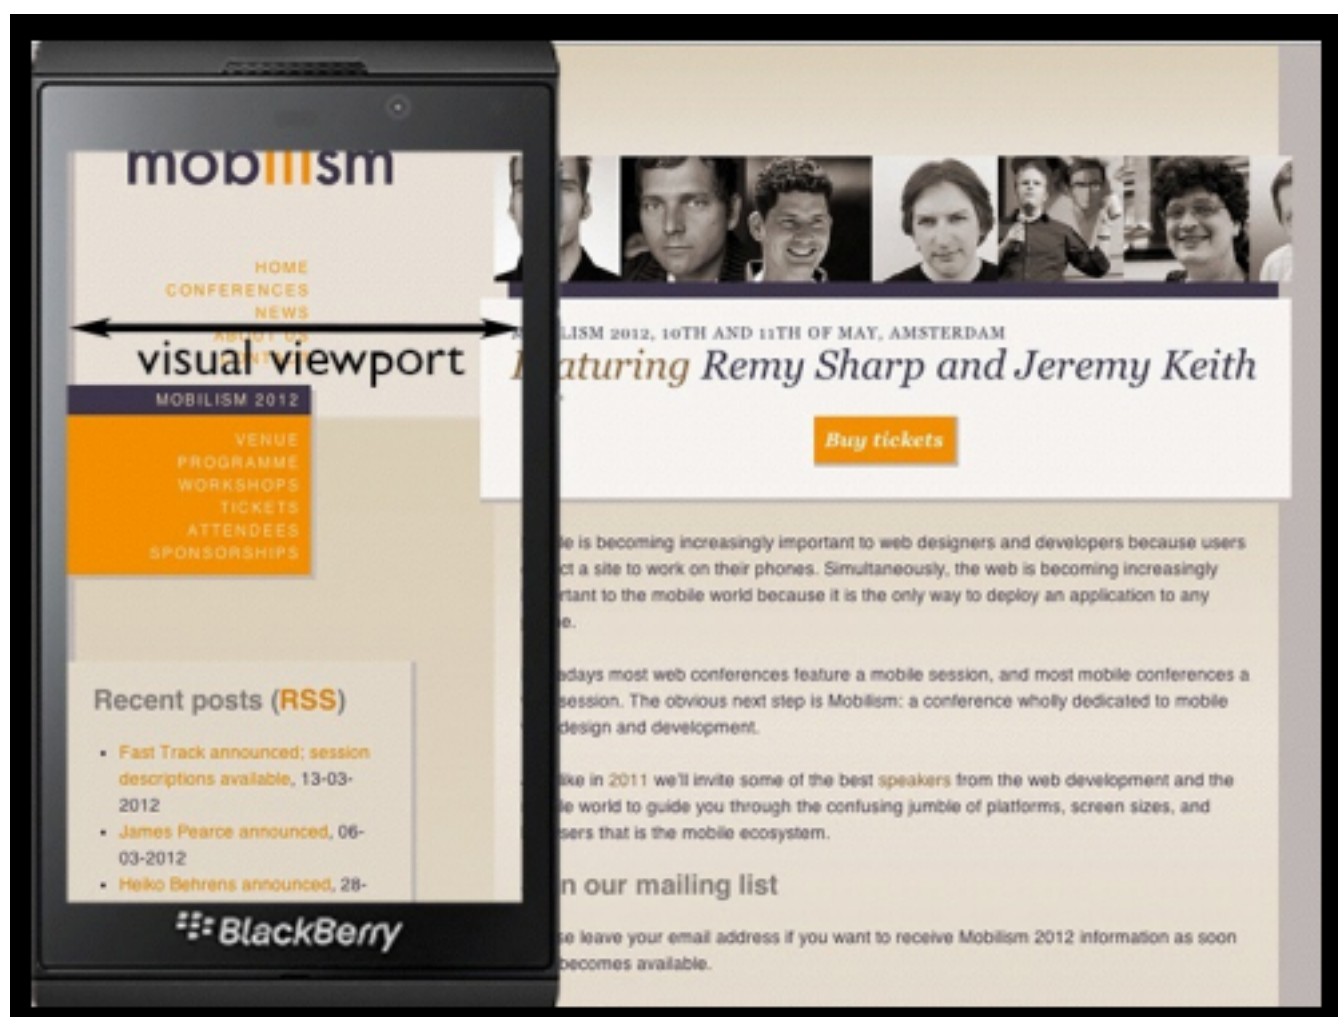 mobilism
HOME
CONFERENCES
NEWS
ABOUT US
visual viewport
MOBILISM 2012
VENUE
PROGRAMME
WORKSHOPS
TICKETS
ATTENDEES
SPONSORSHIPS
Recent posts (RSS)
• Fast Track announced; session
descriptions available, 13-03-
2012
• James Pearce announced, 06-
03-2012
• Heiko Behrens announced, 28-
BlackBerry
LISM 2012, 10TH AND 11TH OF MAY, AMSTERDAM
aturing Remy Sharp and Jeremy Keith
Buy tickets
le is becoming increasingly important to web designers and developers because users
ct a site to work on their phones. Simultaneously, the web is becoming increasingly
rtant to the mobile world because it is the only way to deploy an application to any
e.
adays most web conferences feature a mobile session, and most mobile conferences a
session. The obvious next step is Mobilism: a conference wholly dedicated to mobile
design and development.
like in 2011 we'll invite some of the best speakers from the web development and the
le world to guide you through the confusing jumble of platforms, screen sizes, and
sers that is the mobile ecosystem.
n our mailing list
se leave your email address if you want to receive Mobilism 2012 information as soon
becomes available.